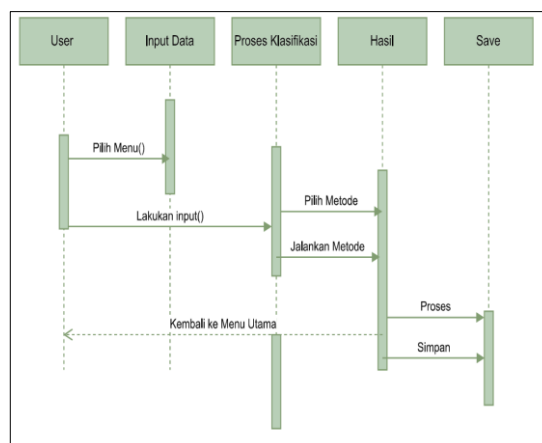 User
Input Data
Proses Klasifikasi
Hasil
Save
Pilih Menu()
Pilih Metode
Lakukan input()
Jalankan Metode
Proses
Kembali ke Menu Utama
Simpan